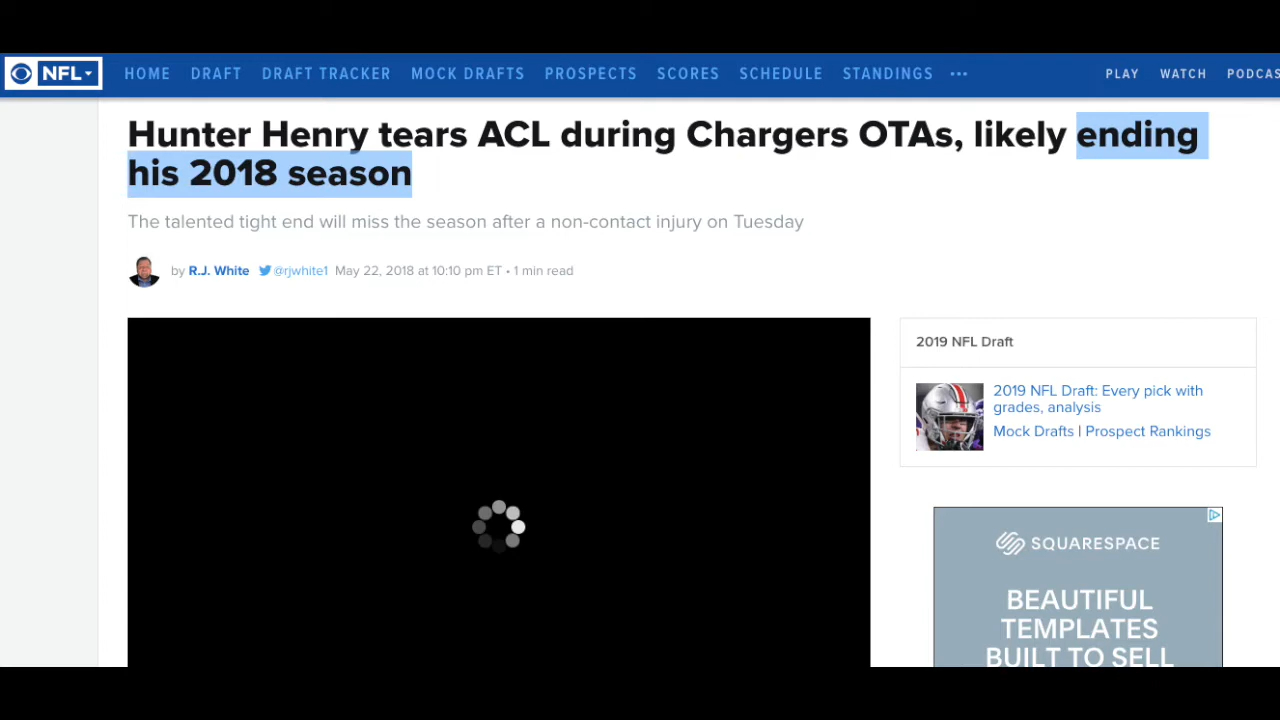 NFL HOME DRAFT DRAFT TRACKER MOCK DRAFTS PROSPECTS SCORES SCHEDULE STANDINGS ••• PLAY WATCH PODCAS
Hunter Henry tears ACL during Chargers OTAs, likely ending
his 2018 season
The talented tight end will miss the season after a non-contact injury on Tuesday
by R.J. White @rjwhite1 May 22, 2018 at 10:10 pm ET • 1 min read
2019 NFL Draft
2019 NFL Draft: Every pick with
grades, analysis
Mock Drafts | Prospect Rankings
SQUARESPACE
BEAUTIFUL
TEMPLATES
BUILT TO SELL